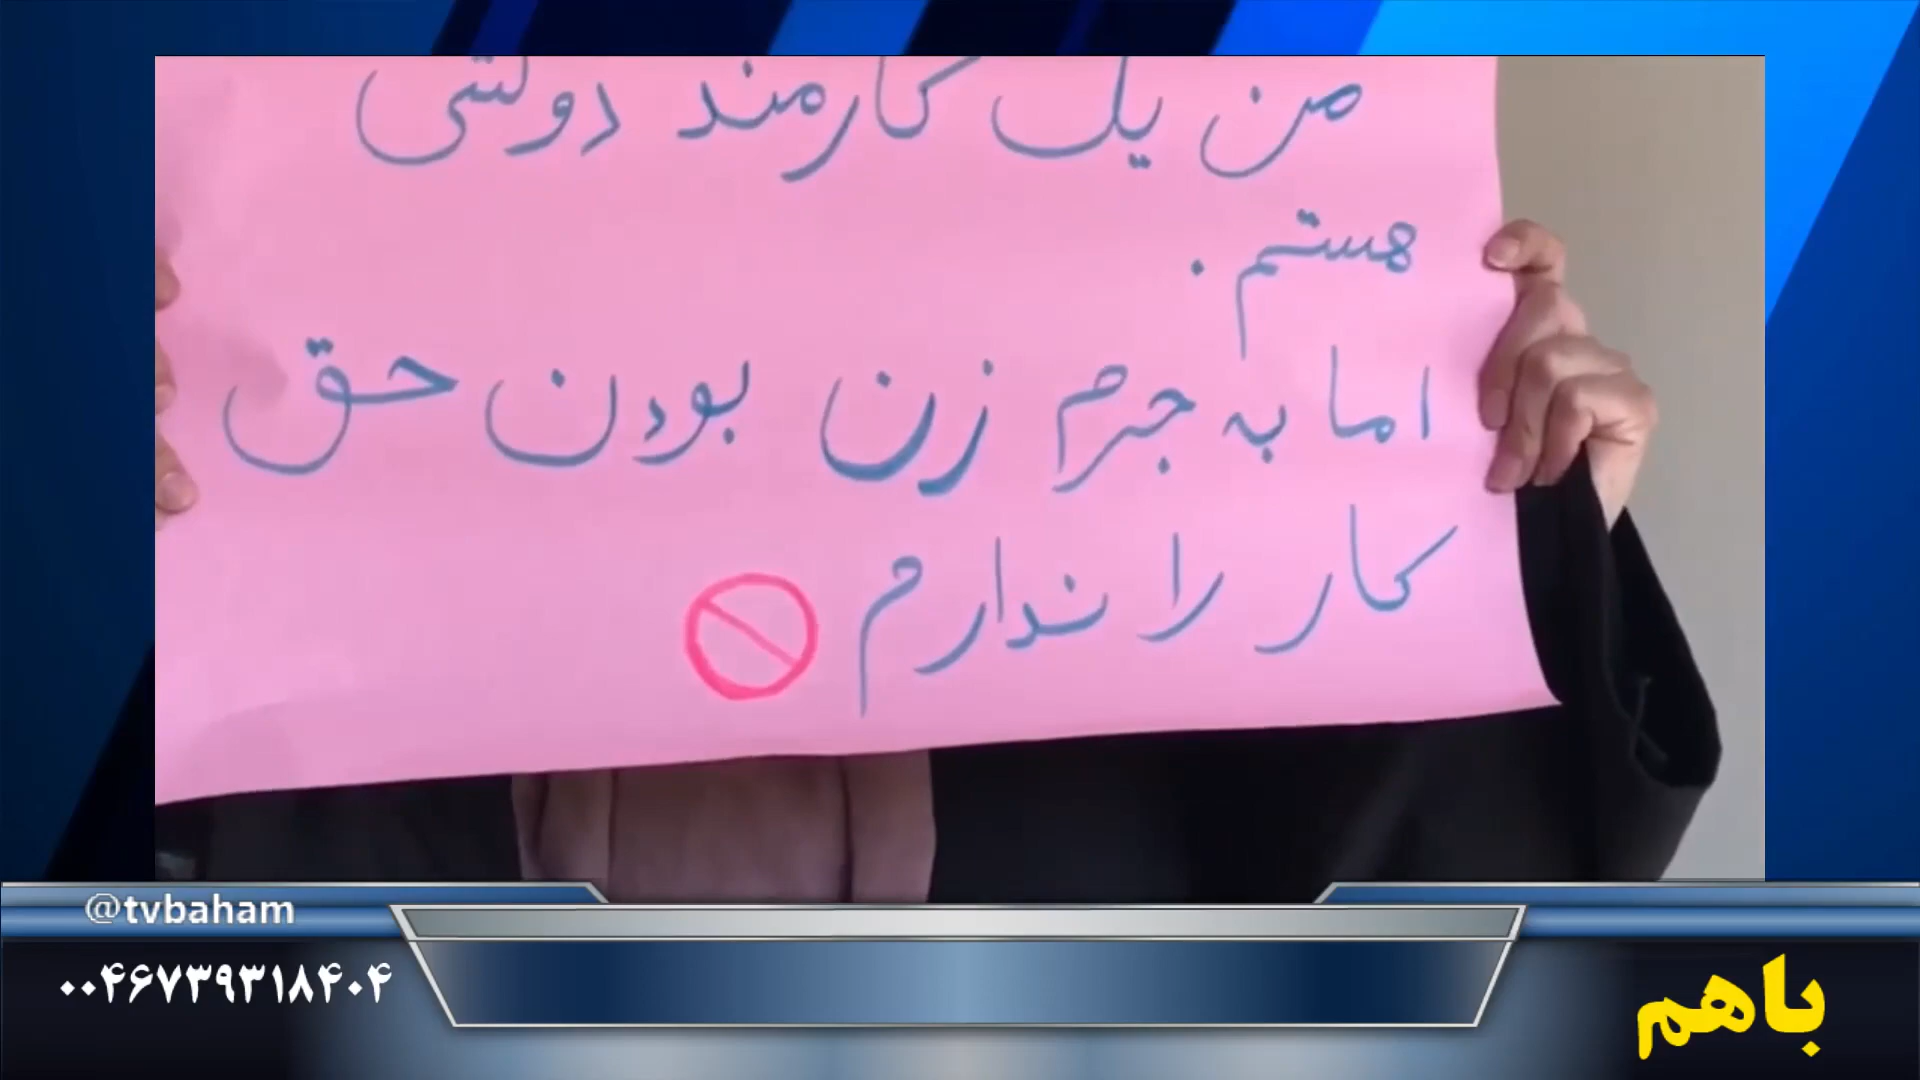 من یک کارمند دولتی
هستم.
اما به جرم زن بودن حق
کار را ندارم
@tvbaham
۰۰۴۶۷۳۹۳۱۸۴۰۴
باهم